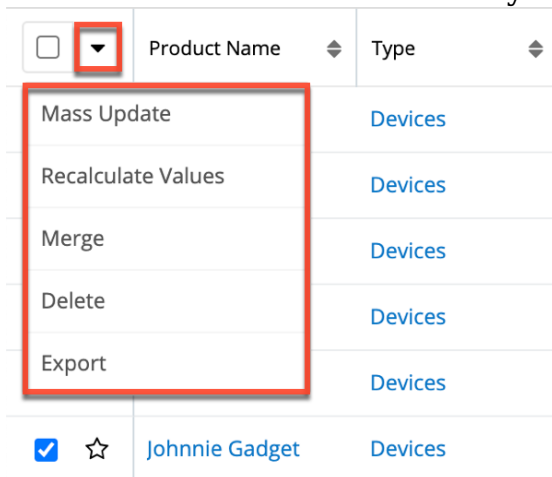 Product Name Type
Mass Update Devices
Recalculate Values Devices
Merge Devices
Delete Devices
Export Devices
Johnnie Gadget Devices